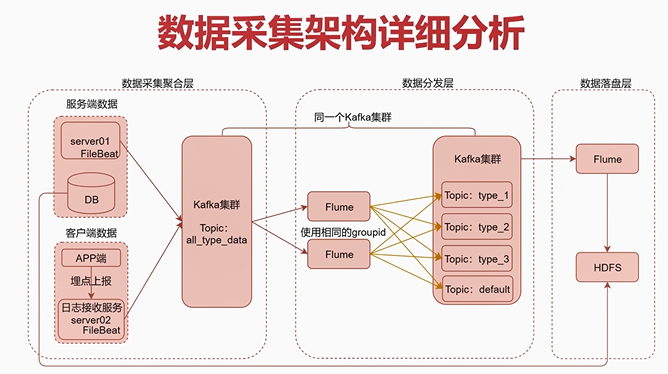 数据采集架构详细分析
数据采集聚合层
数据分发层
数据落盘层
服务端数据
server01
FileBeat
DB
客户端数据
APP端
埋点上报
日志接收服务
server02
FileBeat
Kafka集群
Topic:
all_type_data
同一个Kafka集群
Flume
使用相同的groupid
Flume
Kafka集群
Topic: type_1
Topic: type_2
Topic: type_3
Topic: default
Flume
HDFS